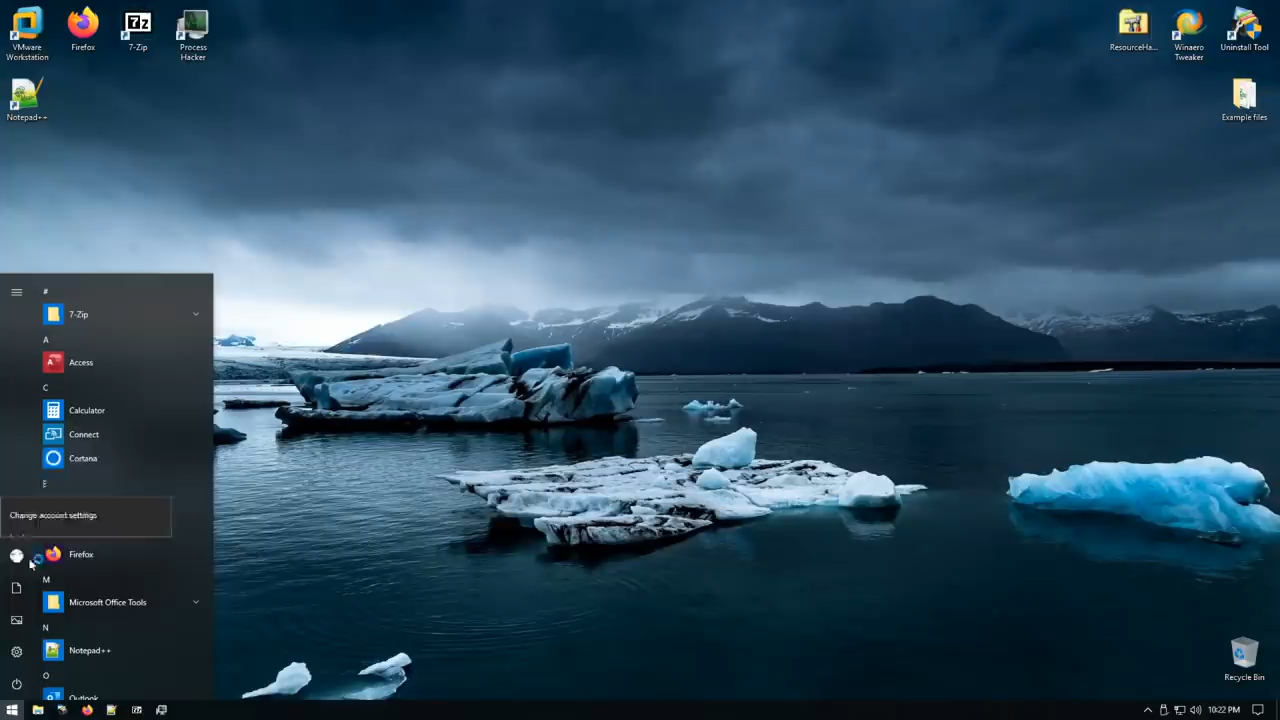 VMware
Workstation
Firefox
7-Zip
Process
Hacker
ResourceHa...
Winaero
Tweaker
Uninstall Tool
Notepad++
Example files
#
7-Zip
A
Access
C
Calculator
Connect
Cortana
E
Change account settings
Firefox
M
Microsoft Office Tools
N
Notepad++
O
Outlook
Recycle Bin
10:22 PM